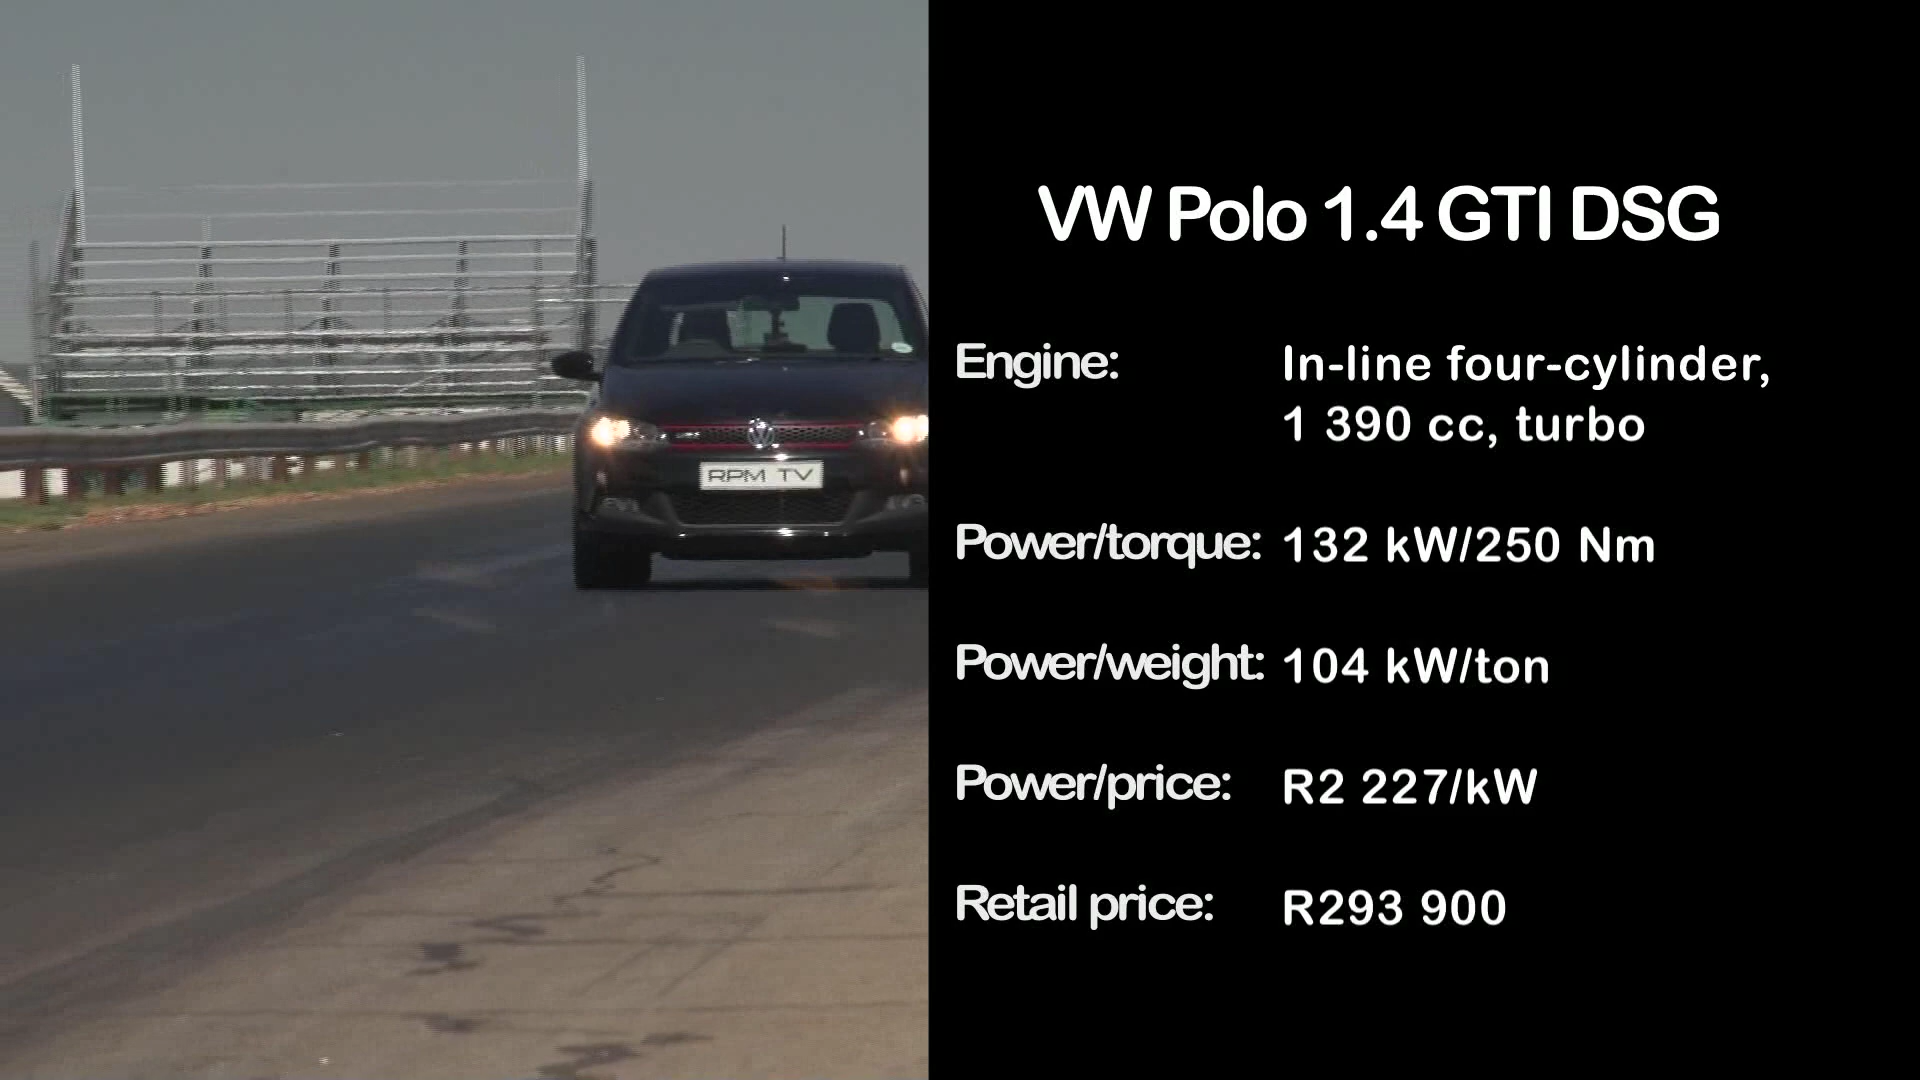 VW Polo 1.4 GTI DSG
Engine: In-line four-cylinder,
1 390 cc, turbo
Power/torque: 132 kW/250 Nm
Power/weight: 104 kW/ton
Power/price: R2 227/kW
Retail price: R293 900
RPM TV